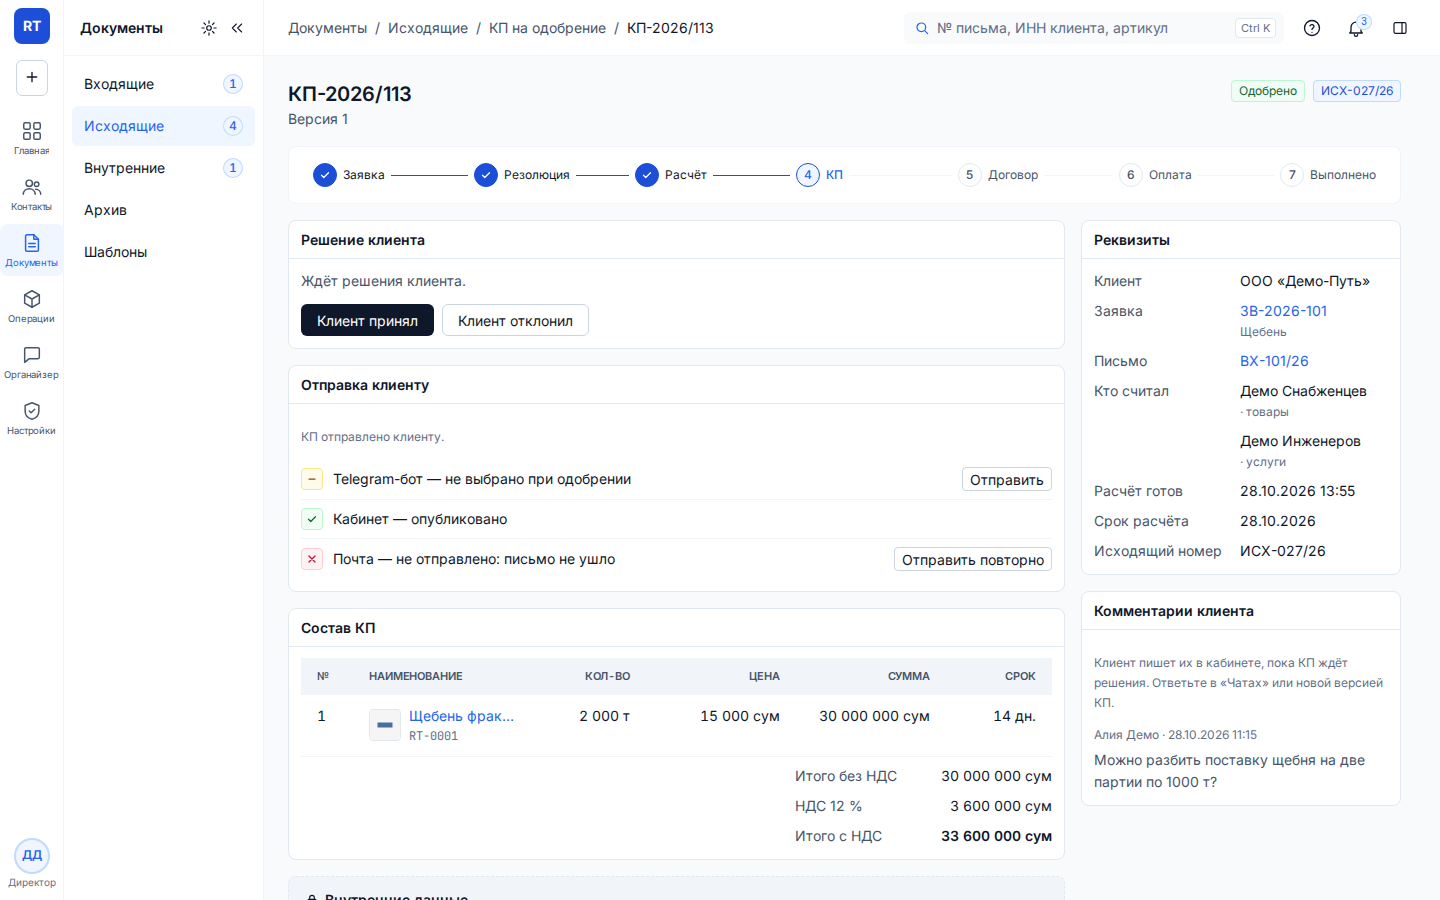 RT
Главная
Контакты
Документы
Операции
Органайзер
Настройки
ДД
Директор
Документы
Входящие 1
Исходящие 4
Внутренние 1
Архив
Шаблоны
Документы / Исходящие / КП на одобрение / КП-2026/113
№ письма, ИНН клиента, артикул Ctrl K
3
КП-2026/113
Версия 1
Одобрено ИСХ-027/26
Заявка Резолюция Расчёт 4 КП 5 Договор 6 Оплата 7 Выполнено
Решение клиента
Ждёт решения клиента.
Клиент принял Клиент отклонил
Отправка клиенту
КП отправлено клиенту.
Telegram-бот — не выбрано при одобрении Отправить
Кабинет — опубликовано
Почта — не отправлено: письмо не ушло Отправить повторно
Состав КП
№ НАИМЕНОВАНИЕ КОЛ-ВО ЦЕНА СУММА СРОК
1 Щебень фрак... 2 000 т 15 000 сум 30 000 000 сум 14 дн.
RT-0001
Итого без НДС 30 000 000 сум
НДС 12 % 3 600 000 сум
Итого с НДС 33 600 000 сум
Внутренние данные
Реквизиты
Клиент ООО «Демо-Путь»
Заявка ЗВ-2026-101
Щебень
Письмо ВХ-101/26
Кто считал Демо Снабженцев
· товары
Демо Инженеров
· услуги
Расчёт готов 28.10.2026 13:55
Срок расчёта 28.10.2026
Исходящий номер ИСХ-027/26
Комментарии клиента
Клиент пишет их в кабинете, пока КП ждёт
решения. Ответьте в «Чатах» или новой версией
КП.
Алия Демо · 28.10.2026 11:15
Можно разбить поставку щебня на две
партии по 1000 т?